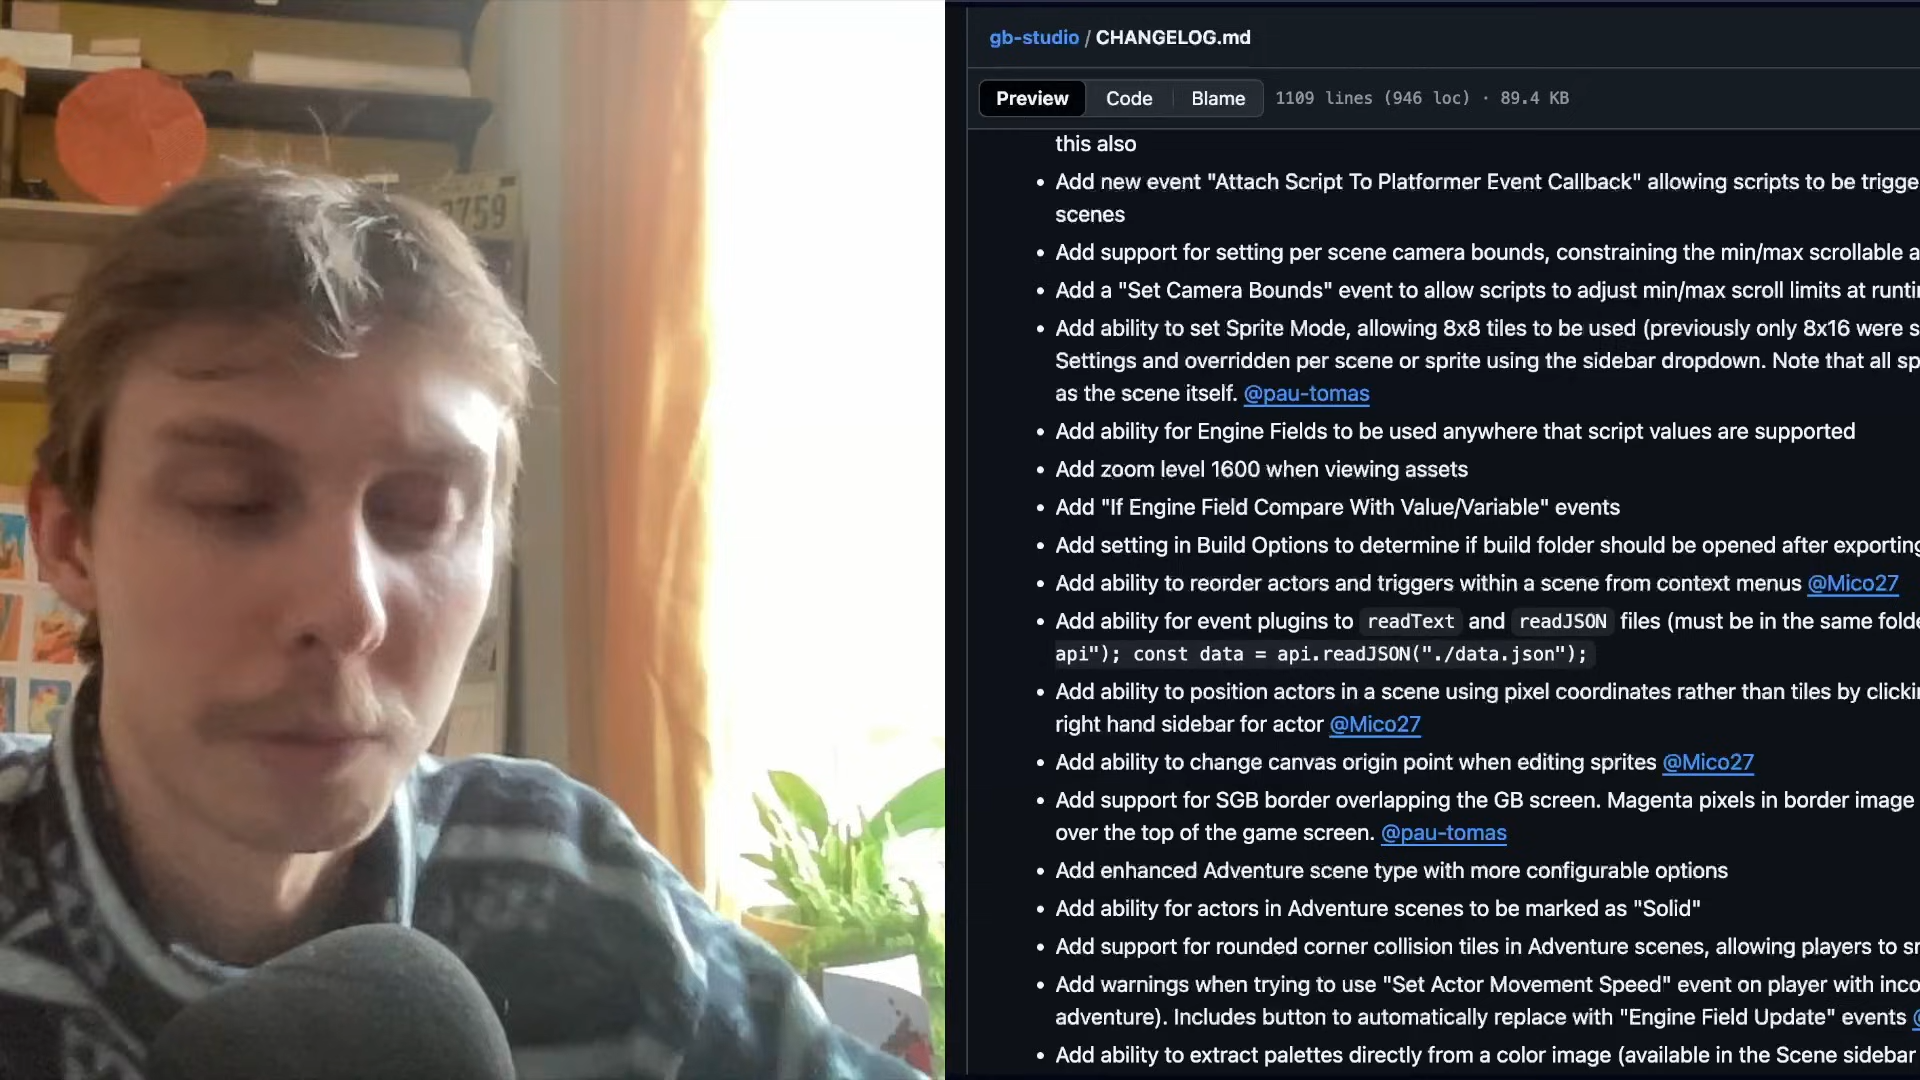 759
gb-studio / CHANGELOG.md
Preview Code Blame 1109 lines (946 loc) · 89.4 KB
this also
• Add new event "Attach Script To Platformer Event Callback" allowing scripts to be
scenes
• Add support for setting per scene camera bounds, constraining the min/max scrollable
• Add a "Set Camera Bounds" event to allow scripts to adjust min/max scroll limits at
• Add ability to set Sprite Mode, allowing 8x8 tiles to be used (previously only 8x16 were
Settings and overridden per scene or sprite using the sidebar dropdown. Note that all
as the scene itself. @pau-tomas
• Add ability for Engine Fields to be used anywhere that script values are supported
• Add zoom level 1600 when viewing assets
• Add "If Engine Field Compare With Value/Variable" events
• Add setting in Build Options to determine if build folder should be opened after exporting
• Add ability to reorder actors and triggers within a scene from context menus @Mico27
• Add ability for event plugins to readText and readJSON files (must be in the same
api"); const data = api.readJSON("./data.json");
• Add ability to position actors in a scene using pixel coordinates rather than tiles by
right hand sidebar for actor @Mico27
• Add ability to change canvas origin point when editing sprites @Mico27
• Add support for SGB border overlapping the GB screen. Magenta pixels in border image
over the top of the game screen. @pau-tomas
• Add enhanced Adventure scene type with more configurable options
• Add ability for actors in Adventure scenes to be marked as "Solid"
• Add support for rounded corner collision tiles in Adventure scenes, allowing players to
• Add warnings when trying to use "Set Actor Movement Speed" event on player with
adventure). Includes button to automatically replace with "Engine Field Update" events
• Add ability to extract palettes directly from a color image (available in the Scene sidebar